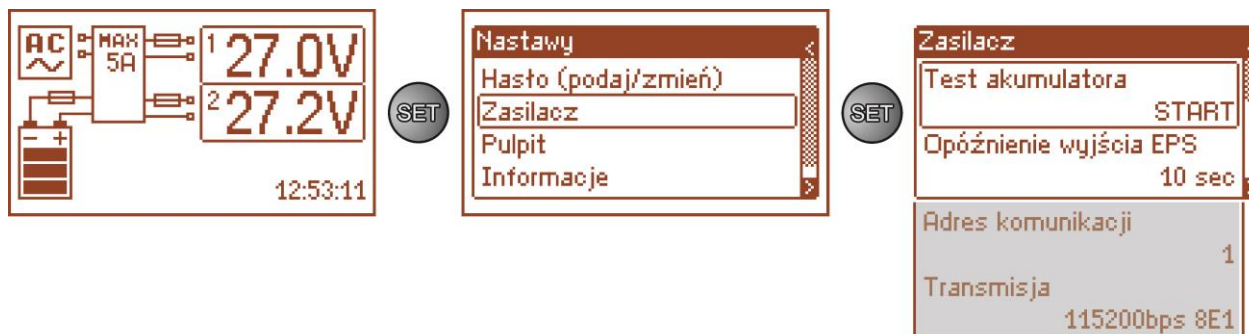 AC
MAX
5A
1 27.0V
2 27.2V
- +
12:53:11
SET
Nastawy
Hasło (podaj/zmień)
Zasilacz
Pulpit
Informacje
SET
Zasilacz
Test akumulatora
START
Opóźnienie wyjścia EPS
10 sec
Adres komunikacji
1
Transmisja
115200bps 8E1